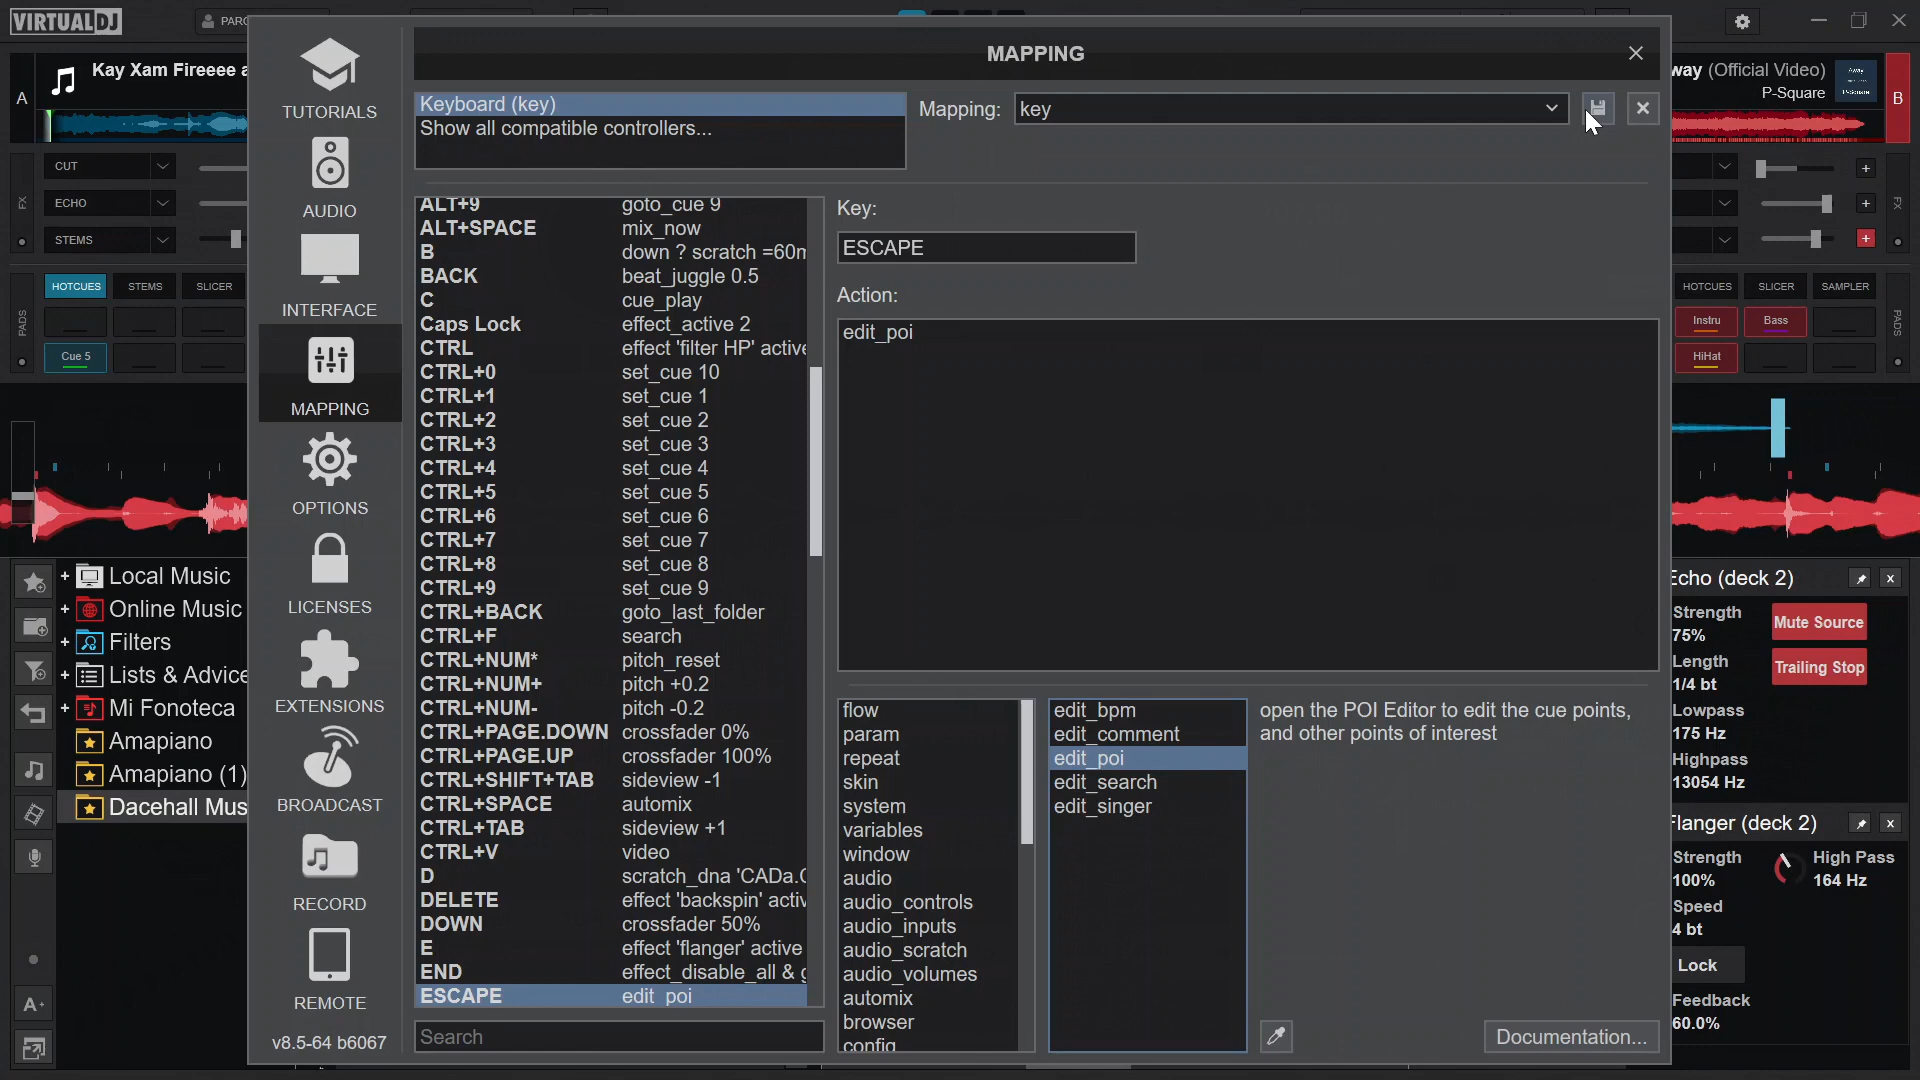 VIRTUAL DJ
PARC
A
Kay Xam Fireeee a
way (Official Video)
P-Square
B
FX
CUT
ECHO
STEMS
PADS
HOTCUES
STEMS
SLICER
Cue 5
+ Local Music
+ Online Music
+ Filters
+ Lists & Advice
+ Mi Fonoteca
Amapiano
Amapiano (1)
Dacehall Mus
A+
TUTORIALS
AUDIO
INTERFACE
MAPPING
OPTIONS
LICENSES
EXTENSIONS
BROADCAST
RECORD
REMOTE
v8.5-64 b6067
MAPPING
Keyboard (key)
Show all compatible controllers...
Mapping: key
ALT+9 goto_cue 9
ALT+SPACE mix_now
B down ? scratch =60m
BACK beat_juggle 0.5
C cue_play
Caps Lock effect_active 2
CTRL effect 'filter HP' active
CTRL+0 set_cue 10
CTRL+1 set_cue 1
CTRL+2 set_cue 2
CTRL+3 set_cue 3
CTRL+4 set_cue 4
CTRL+5 set_cue 5
CTRL+6 set_cue 6
CTRL+7 set_cue 7
CTRL+8 set_cue 8
CTRL+9 set_cue 9
CTRL+BACK goto_last_folder
CTRL+F search
CTRL+NUM* pitch_reset
CTRL+NUM+ pitch +0.2
CTRL+NUM- pitch -0.2
CTRL+PAGE.DOWN crossfader 0%
CTRL+PAGE.UP crossfader 100%
CTRL+SHIFT+TAB sideview -1
CTRL+SPACE automix
CTRL+TAB sideview +1
CTRL+V video
D scratch_dna 'CADa.C
DELETE effect 'backspin' activ
DOWN crossfader 50%
E effect 'flanger' active
END effect_disable_all & g
ESCAPE edit_poi
Search
Key:
ESCAPE
Action:
edit_poi
flow
param
repeat
skin
system
variables
window
audio
audio_controls
audio_inputs
audio_scratch
audio_volumes
automix
browser
config
edit_bpm
edit_comment
edit_poi
edit_search
edit_singer
open the POI Editor to edit the cue points,
and other points of interest
Documentation...
FX
HOTCUES
SLICER
SAMPLER
PADS
Instru
Bass
HiHat
Echo (deck 2)
Strength
75%
Mute Source
Length
1/4 bt
Trailing Stop
Lowpass
175 Hz
Highpass
13054 Hz
Flanger (deck 2)
Strength
100%
High Pass
164 Hz
Speed
4 bt
Lock
Feedback
60.0%